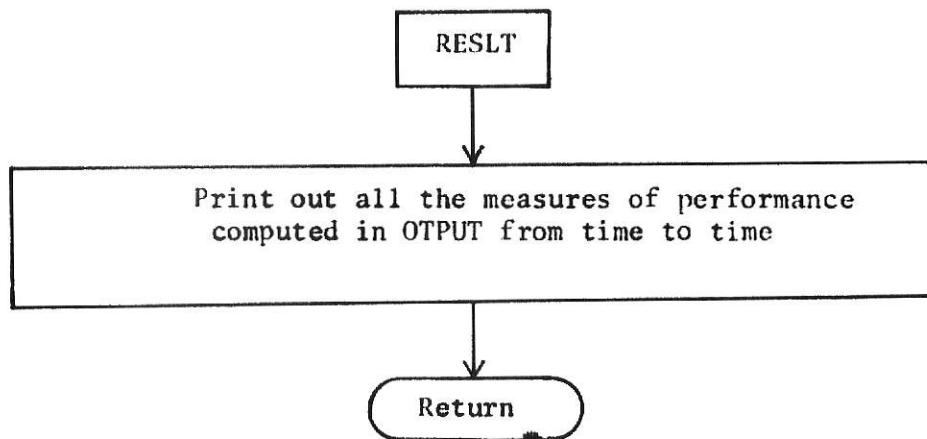 RESLT
Print out all the measures of performance
computed in OTPUT from time to time
Return